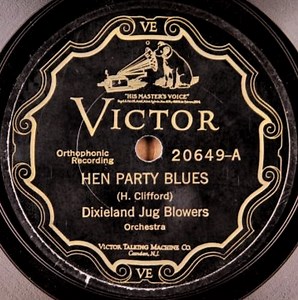 VE
"HIS MASTER'S VOICE"
VICTOR
Orthophonic
Recording
20649-A
HEN PARTY BLUES
(H. Clifford)
Dixieland Jug Blowers
Orchestra
VICTOR TALKING MACHINE CO.
Camden, N.J.
VE